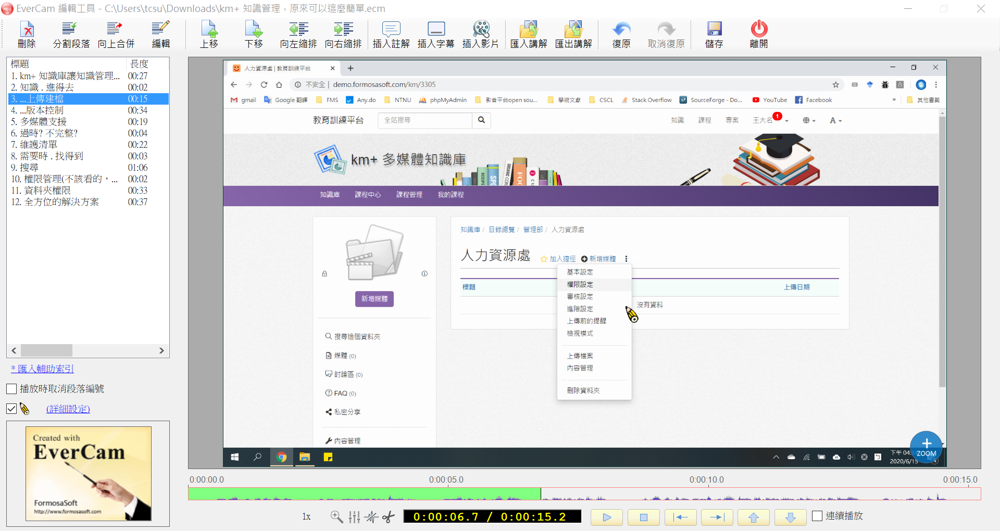 EverCam 編輯工具 - C:\Users\tcsu\Downloads\km+ 知識管理，原來可以這麼簡單.ecm
刪除 分割段落 向上合併 編輯 上移 下移 向左縮排 向右縮排 插入註解 插入字幕 插入影片 匯入講解 匯出講解 復原 取消復原 儲存 離開
標題 長度
1. km+ 知識庫讓知識管理... 00:27
2. 知識 . 進得去 00:02
3. ...上傳建檔 00:15
4. ...版本控制 00:34
5. 多媒體支援 00:19
6. 過時? 不完整? 00:04
7. 維護清單 00:22
8. 需要時 . 找得到 00:03
9. 搜尋 01:06
10. 權限管理(不該看的，... 00:02
11. 資料夾權限 00:33
12. 全方位的解決方案 00:37
* 匯入輔助索引
播放時取消段落編號
(詳細設定)
Created with
EverCam
FormosaSoft
http://www.formosasoft.com
人力資源處 | 教育訓練平台
不安全 | demo.formosasoft.com/km/3305
gmail Google 翻譯 FMS Any.do NTNU phpMyAdmin 影音平台open sou... 學術文獻 CSCL Stack Overflow SourceForge - Do... YouTube Facebook » 其他書籤
教育訓練平台 全站搜尋 知識 課程 專案 王大名 1 A
km+ 多媒體知識庫
RECIPE SPO ORGANIC COR FOO CU
知識庫 課程中心 課程管理 我的課程
新增媒體
搜尋這個資料夾
媒體 (0)
討論區 (0)
FAQ (0)
私密分享
內容管理
知識庫 / 目錄總覽 / 管理部 / 人力資源處
人力資源處 加入捷徑 新增媒體
標題 上傳日期
沒有資料
基本設定
權限設定
審核設定
進階設定
上傳前的提醒
檢視模式
上傳檔案
內容管理
刪除資料夾
ZOOM
下午 04:
2020/6/15
0:00:00.0 0:00:05.0 0:00:10.0 0:00:15.0
1x 0:00:06.7 / 0:00:15.2 連續播放